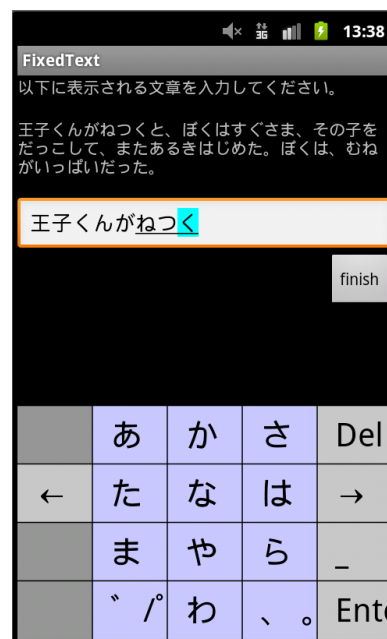 3G 13:38
FixedText
以下に表示される文章を入力してください。
王子くんがねつくと、ぼくはすぐさま、その子を
だっこして、またあるきはじめた。ぼくは、むね
がいっぱいだった。
王子くんがねつく
finish
あ か さ Del
← た な は →
ま や ら _
゛/゜ わ 、。 Ente